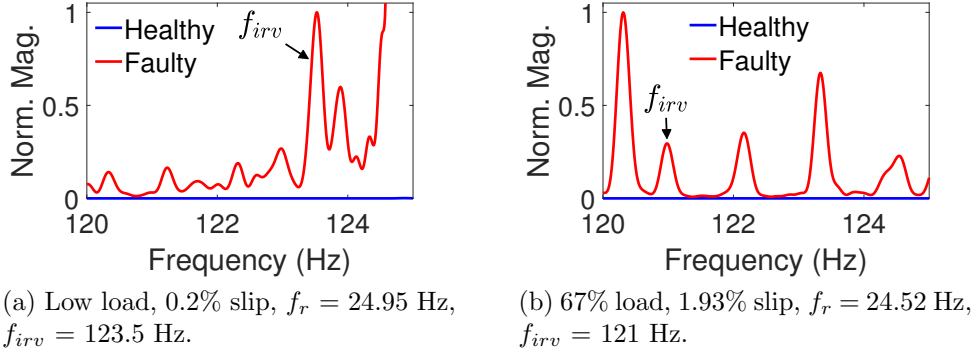 1
0.5
0
Norm. Mag.
Healthy
Faulty
f_irv
120
122
124
Frequency (Hz)
(a) Low load, 0.2% slip, f_r = 24.95 Hz,
f_irv = 123.5 Hz.
1
0.5
0
Norm. Mag.
Healthy
Faulty
f_irv
120
122
124
Frequency (Hz)
(b) 67% load, 1.93% slip, f_r = 24.52 Hz,
f_irv = 121 Hz.